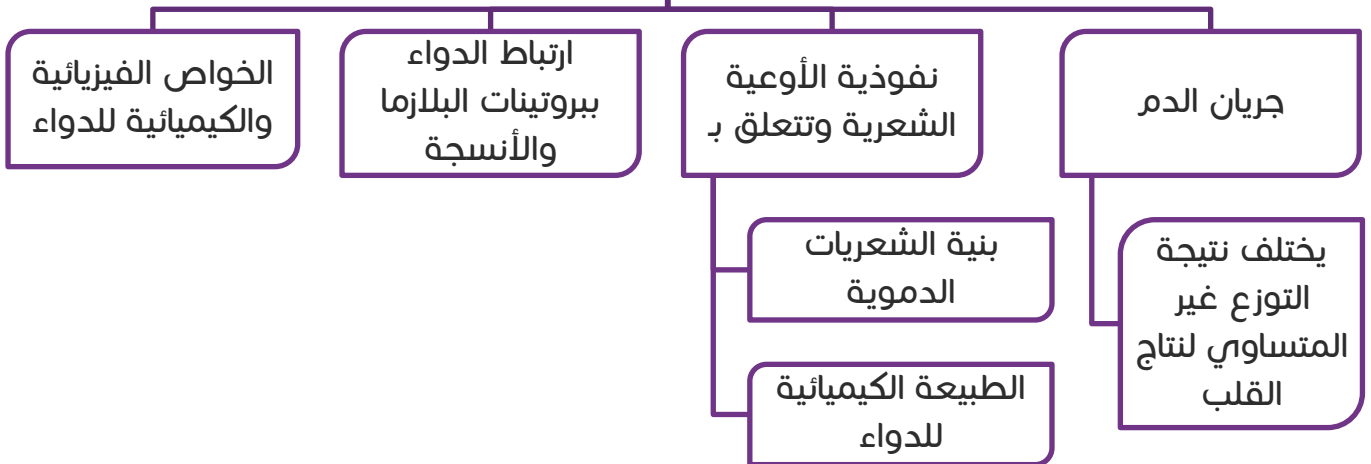 جريان الدم
نفوذية الأوعية
الشعرية وتتعلق بـ
ارتباط الدواء
ببروتينات البلازما
والأنسجة
الخواص الفيزيائية
والكيميائية للدواء
يختلف نتيجة
التوزع غير
المتساوي لنتاج
القلب
بنية الشعريات
الدموية
الطبيعة الكيميائية
للدواء